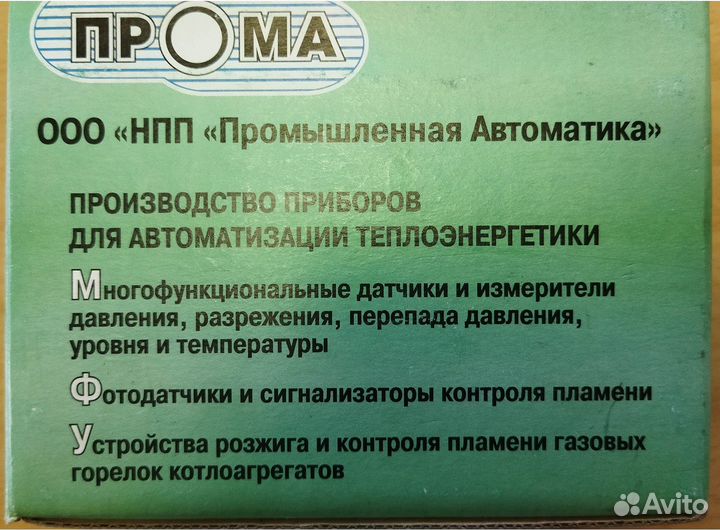 ПРОМА
ООО «НПП «Промышленная Автоматика»
ПРОИЗВОДСТВО ПРИБОРОВ
ДЛЯ АВТОМАТИЗАЦИИ ТЕПЛОЭНЕРГЕТИКИ
Многофункциональные датчики и измерители
давления, разрежения, перепада давления,
уровня и температуры
Фотодатчики и сигнализаторы контроля пламени
Устройства розжига и контроля пламени газовых
горелок котлоагрегатов
Avito